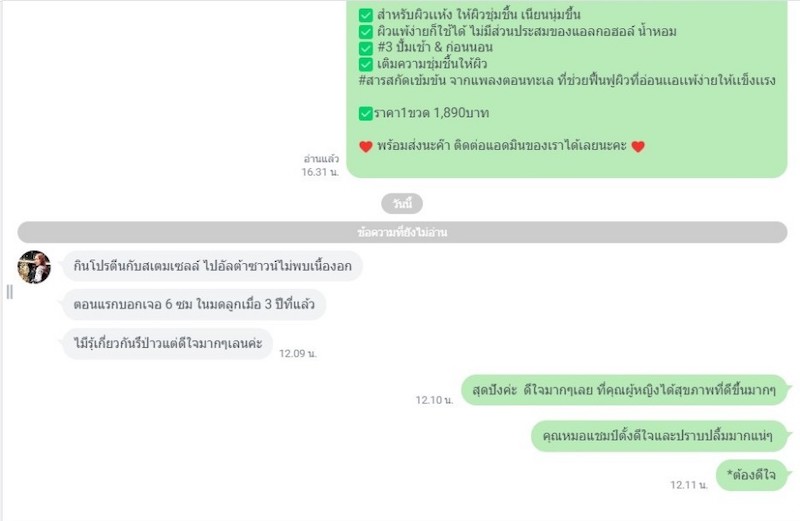 ✅ สำหรับผิวแห้ง ให้ผิวชุ่มชื้น เนียนนุ่มขึ้น
✅ ผิวแพ้ง่ายก็ใช้ได้ ไม่มีส่วนประสมของแอลกอฮอล์ น้ำหอม
✅ #3 ปั้มเช้า & ก่อนนอน
✅ เติมความชุ่มชื้นให้ผิว
#สารสกัดเข้มข้น จากแพลงตอนทะเล ที่ช่วยฟื้นฟูผิวที่อ่อนแอแพ้ง่ายให้แข็งแรง
✅ราคา1ขวด 1,890บาท
❤️ พร้อมส่งนะค๊า ติดต่อแอดมินของเราได้เลยนะคะ ❤️
อ่านแล้ว
16.31 น.
วันนี้
ข้อความที่ยังไม่อ่าน
กินโปรตีนกับสเตมเซลล์ ไปอัลต้าซาวน์ไม่พบเนื้องอก
ตอนแรกบอกเจอ 6 ซม ในมดลูกเมื่อ 3 ปีที่แล้ว
ไม่ีรุ้เกี่ยวกันรึป่าวแต่ดีใจมากๆเลนค่ะ
12.09 น.
สุดปังค่ะ ดีใจมากๆเลย ที่คุณผู้หญิงได้สุขภาพที่ดีขึ้นมากๆ
12.10 น.
คุณหมอแชมป์ตั้งดีใจและปราบปลื้มมากแน่ๆ
*ต้องดีใจ
12.11 น.